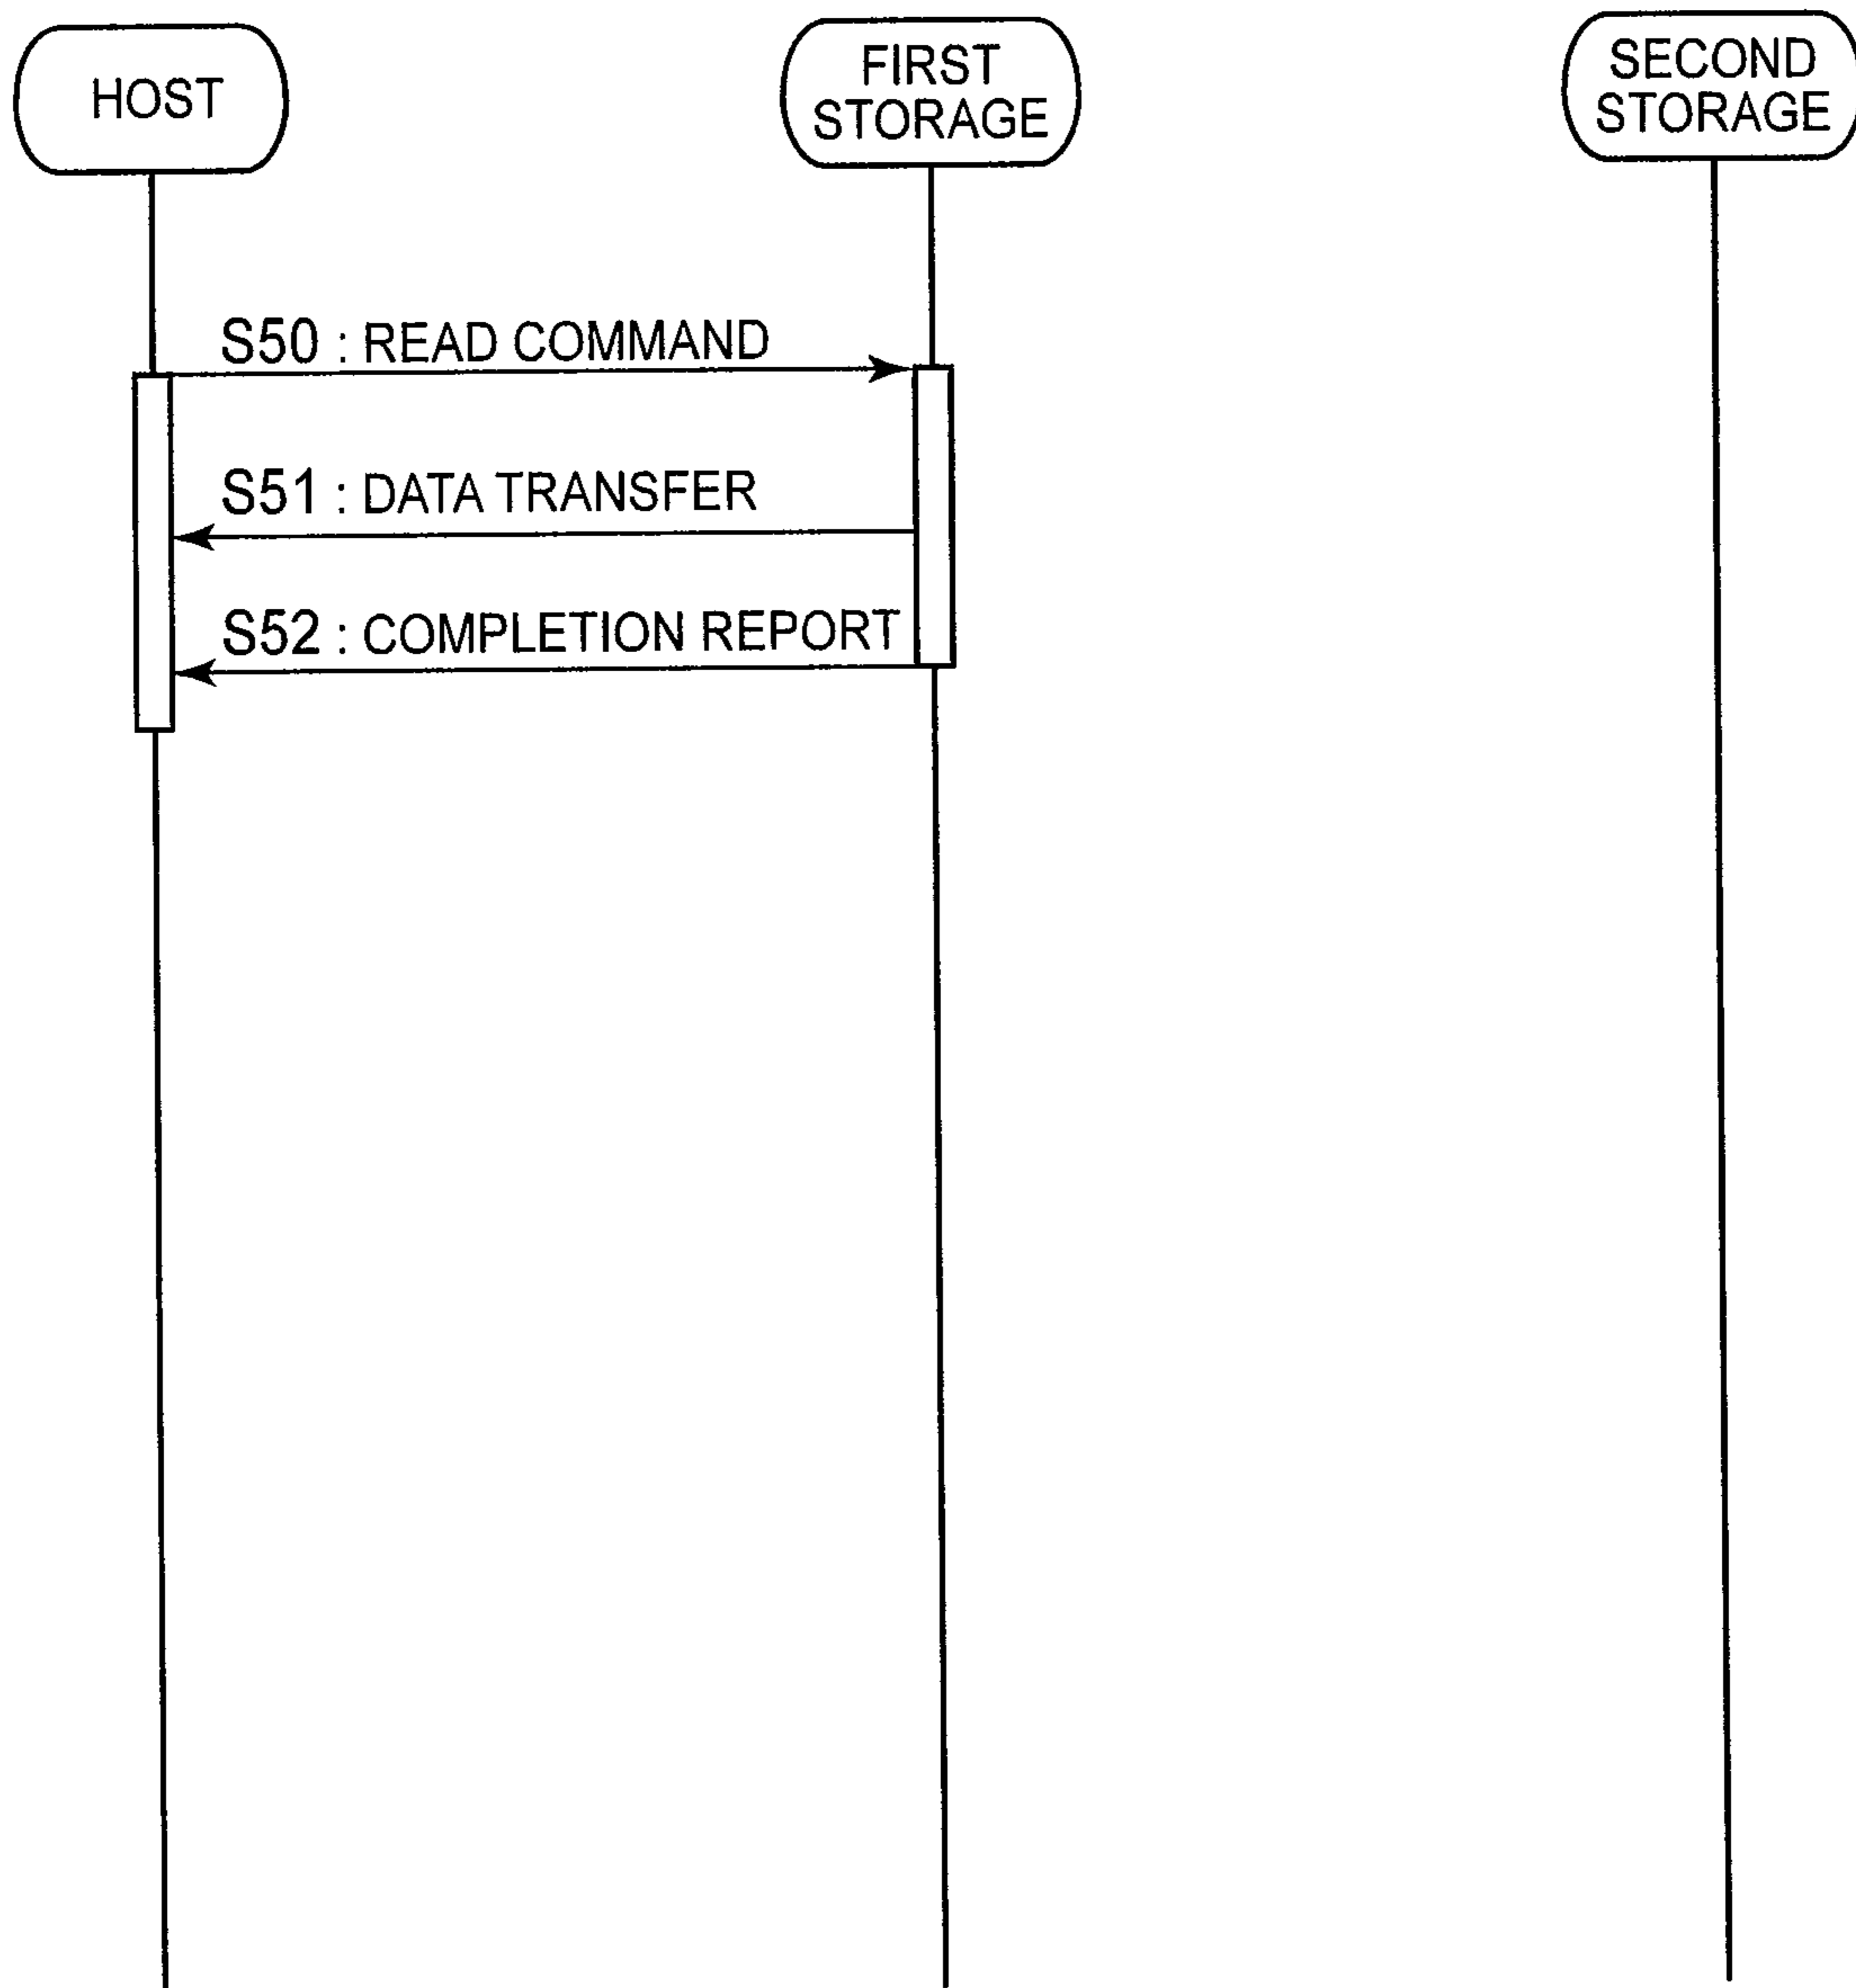 HOST
FIRST
STORAGE
SECOND
STORAGE
S50 : READ COMMAND
S51 : DATA TRANSFER
S52 : COMPLETION REPORT